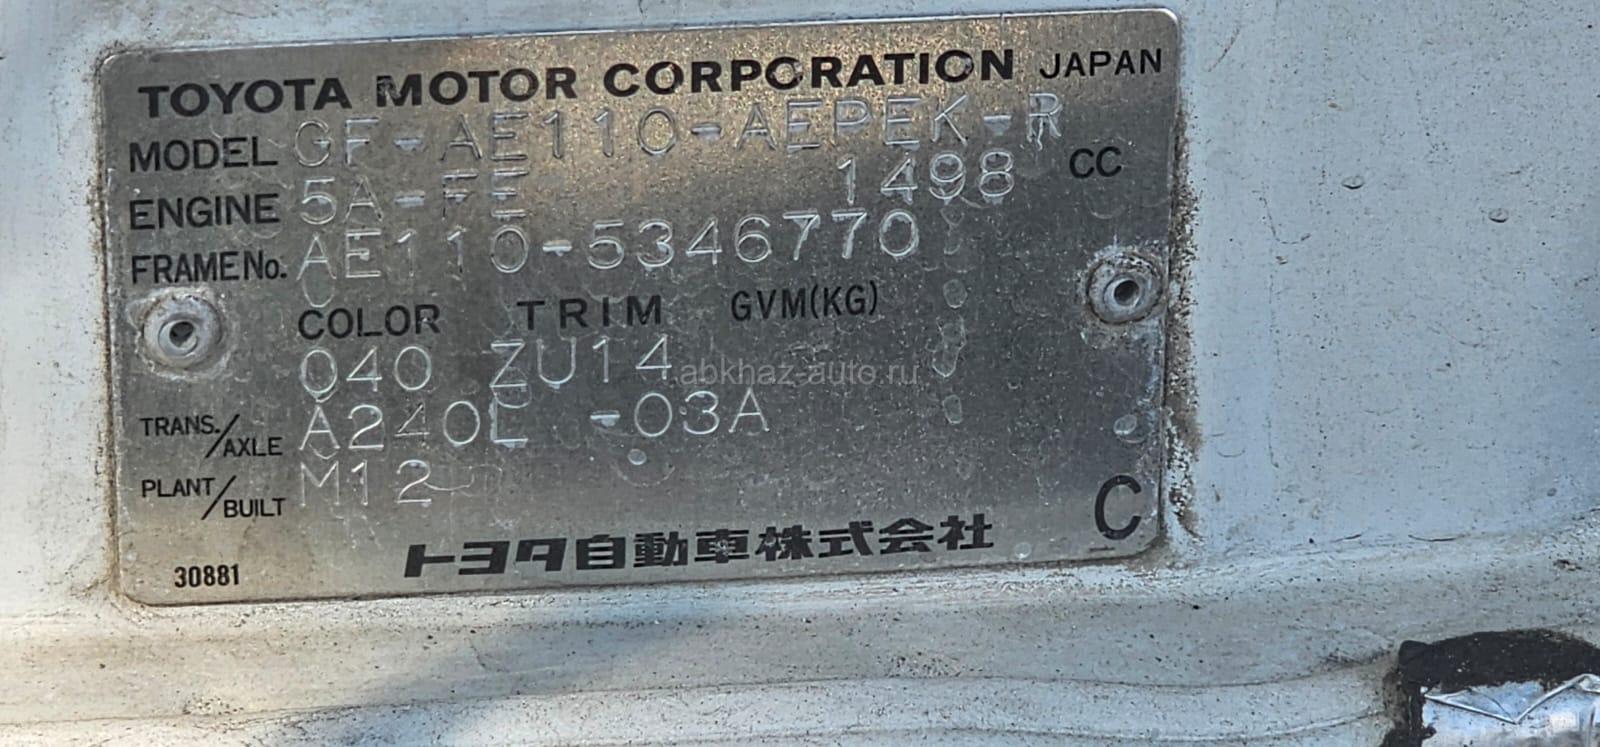 TOYOTA MOTOR CORPORATION JAPAN
MODEL GF-AE110-AEPEK-R
ENGINE 5A-FE 1498 CC
FRAME No. AE110-5346770
COLOR TRIM GVM(KG)
040 ZU14
abkhaz-auto.ru
TRANS./AXLE A240L -03A
PLANT/BUILT M12
トヨタ自動車株式会社
C
30881